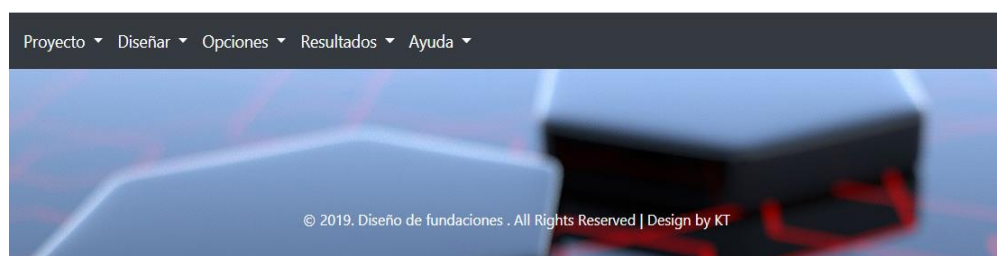 Proyecto Diseñar Opciones Resultados Ayuda
© 2019. Diseño de fundaciones . All Rights Reserved | Design by KT